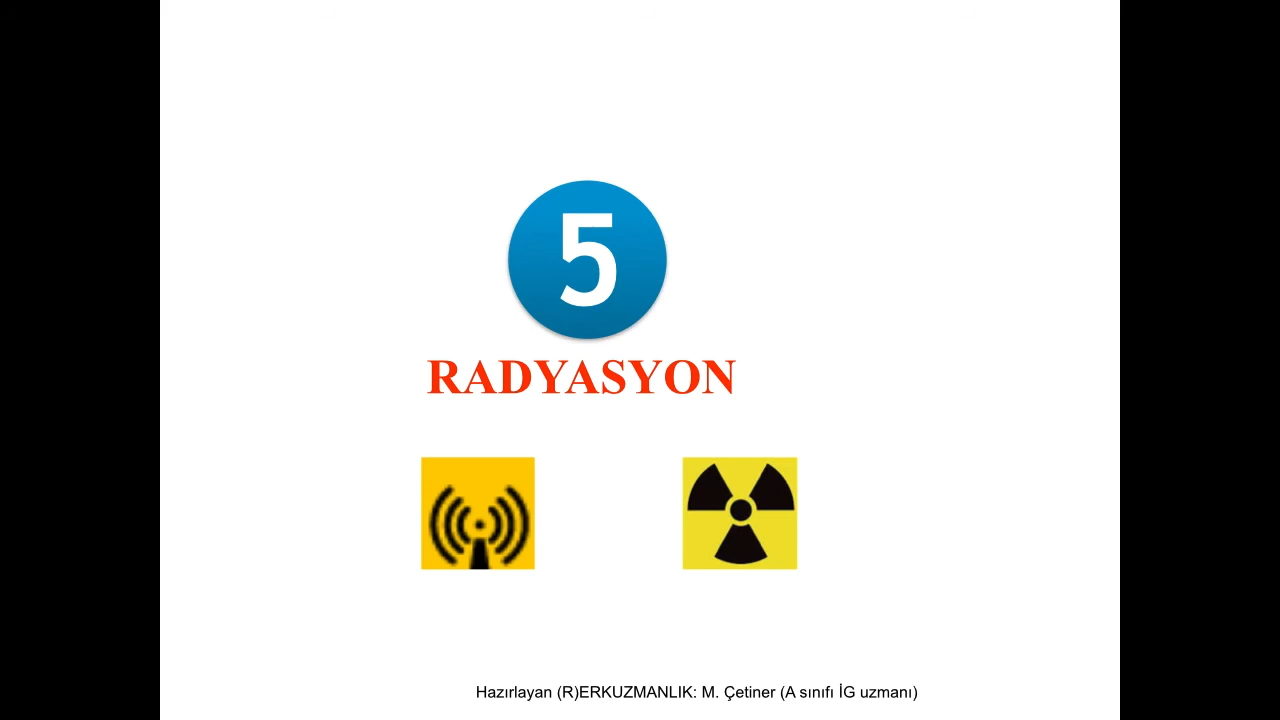 5
RADYASYON
Hazırlayan (R)ERKUZMANLIK: M. Çetiner (A sınıfı İG uzmanı)